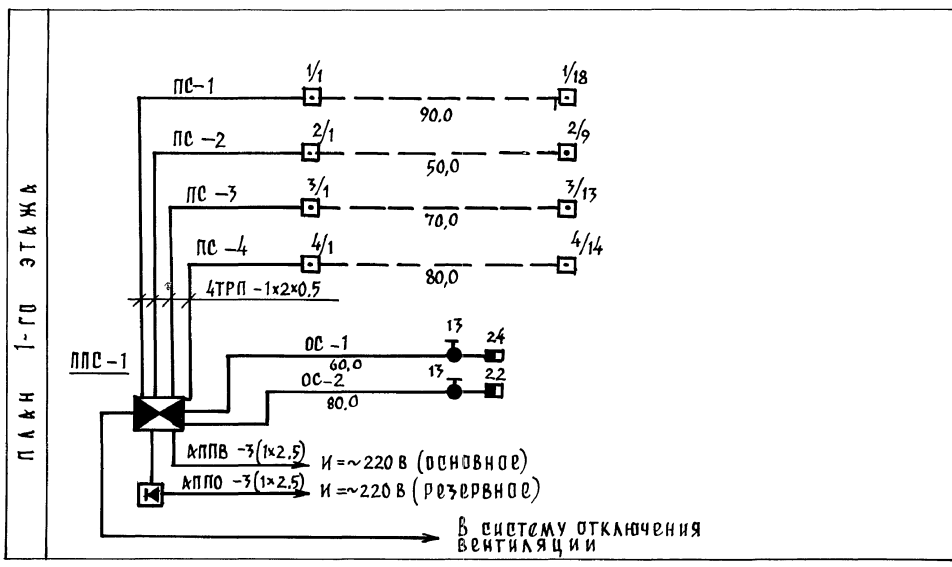 ПЛАН 1-ГО ЭТАЖА
ПС-1 1/1 1/18
90,0
ПС-2 2/1 2/9
50,0
ПС-3 3/1 3/13
70,0
ПС-4 4/1 4/14
80,0
4ТРП-1х2х0.5
ППС-1
ОС-1 13 24
60,0
ОС-2 13 22
80,0
АППВ-3(1х2.5) И=~220 В (ОСНОВНОЕ)
АППО-3(1х2.5) И=~220 В (РЕЗЕРВНОЕ)
В СИСТЕМУ ОТКЛЮЧЕНИЯ
ВЕНТИЛЯЦИИ